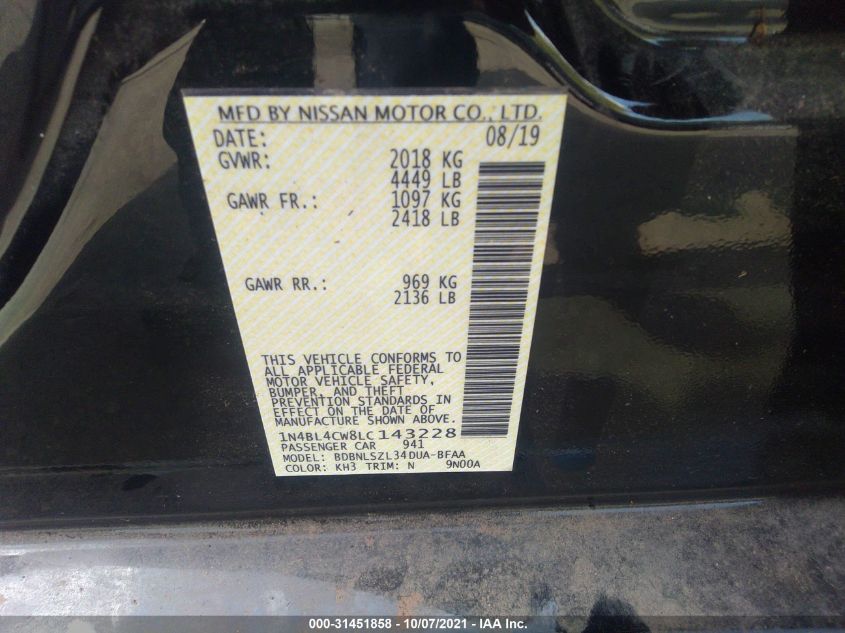 MFD BY NISSAN MOTOR CO., LTD.
DATE: 08/19
GVWR: 2018 KG
4449 LB
GAWR FR.: 1097 KG
2418 LB
GAWR RR.: 969 KG
2136 LB
THIS VEHICLE CONFORMS TO
ALL APPLICABLE FEDERAL
MOTOR VEHICLE SAFETY,
BUMPER, AND THEFT
PREVENTION STANDARDS IN
EFFECT ON THE DATE OF
MANUFACTURE SHOWN ABOVE.
1N4BL4CW8LC143228
PASSENGER CAR 941
MODEL: BDBNLSZL34DUA-BFAA
COLOR: KH3 TRIM: N 9N00A
000-31451858 - 10/07/2021 - IAA Inc.